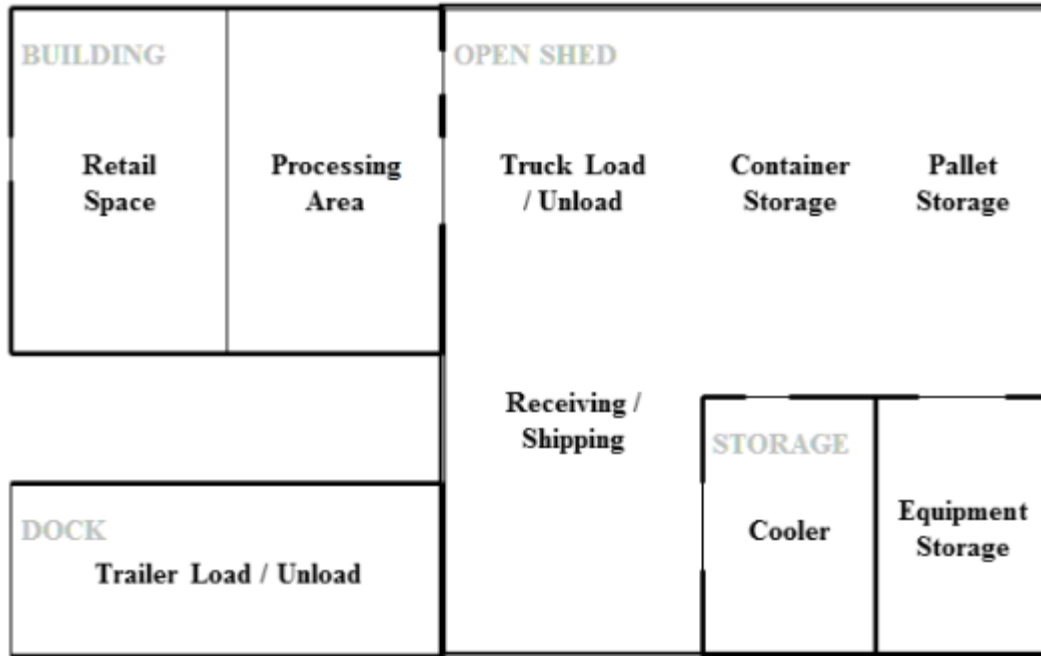 BUILDING
OPEN SHED
Retail
Space
Processing
Area
Truck Load
/ Unload
Container
Storage
Pallet
Storage
Receiving /
Shipping
STORAGE
Cooler
Equipment
Storage
DOCK
Trailer Load / Unload